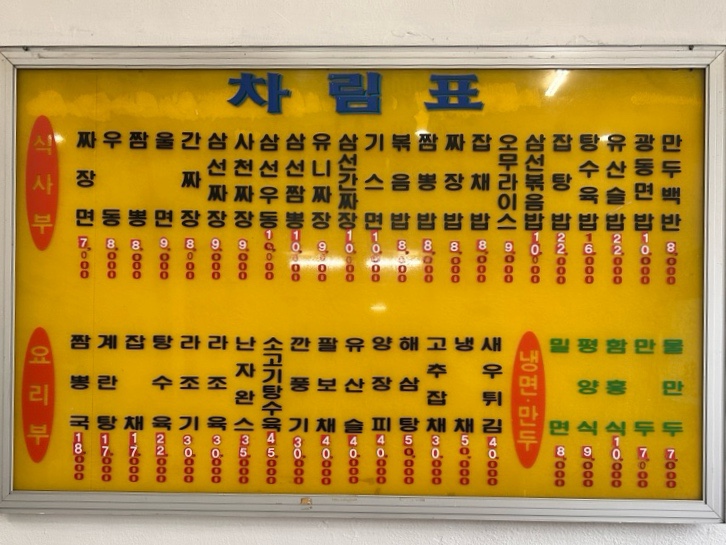 차림표
식사부
짜장면 7.000
우동 8.000
짬뽕 8.000
울면 9.000
간짜장 8.000
삼선짜장 9.000
사천짜장 9.000
삼선우동 10.000
삼선짬뽕 10.000
유니짜장 9.000
삼선간짜장 10.000
기스면 10.000
볶음밥 8.000
짬뽕밥 8.000
짜장밥 8.000
잡채밥 8.000
오무라이스 9.000
삼선볶음밥 10.000
잡탕밥 22.000
탕수육밥 16.000
유산슬밥 22.000
광동면 10.000
만두백반 8.000
요리부
짬뽕국 18.000
계란탕 17.000
잡채 17.000
탕수육 22.000
라조기 30.000
라조육 30.000
난자완스 35.000
소고기탕수육 45.000
깐풍기 30.000
팔보채 40.000
유산슬 40.000
양장피 40.000
해삼탕 50.000
고추잡채 30.000
냉채 50.000
새우튀김 40.000
냉면·만두
밀면 8.000
평양식 9.000
함흥식 10.000
만두 7.000
물만두 7.000